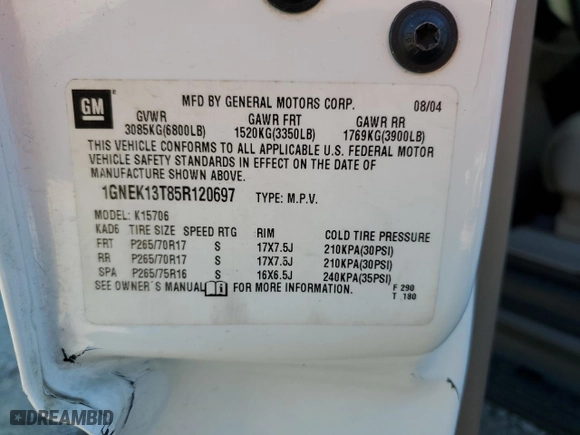 GM
MFD BY GENERAL MOTORS CORP. 08/04
GVWR GAWR FRT GAWR RR
3085KG(6800LB) 1520KG(3350LB) 1769KG(3900LB)
THIS VEHICLE CONFORMS TO ALL APPLICABLE U.S. FEDERAL MOTOR
VEHICLE SAFETY STANDARDS IN EFFECT ON THE DATE OF
MANUFACTURE SHOWN ABOVE.
1GNEK13T85R120697 TYPE: M.P.V.
MODEL: K15706
KAD6 TIRE SIZE SPEED RTG RIM COLD TIRE PRESSURE
FRT P265/70R17 S 17X7.5J 210KPA(30PSI)
RR P265/70R17 S 17X7.5J 210KPA(30PSI)
SPA P265/75R16 S 16X6.5J 240KPA(35PSI)
SEE OWNER'S MANUAL FOR MORE INFORMATION.
F 290
T 180
DREAMBID